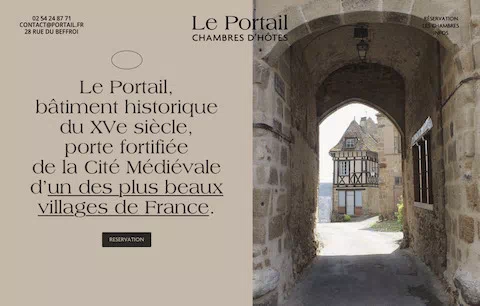 02 54 24 87 71
CONTACT@PORTAIL.FR
28 RUE DU BEFFROI
Le Portail
CHAMBRES D'HÔTES
RÉSERVATION
LES CHAMBRES
INFOS
Le Portail,
bâtiment historique
du XVe siècle,
porte fortifiée
de la Cité Médiévale
d'un des plus beaux
villages de France.
RESERVATION